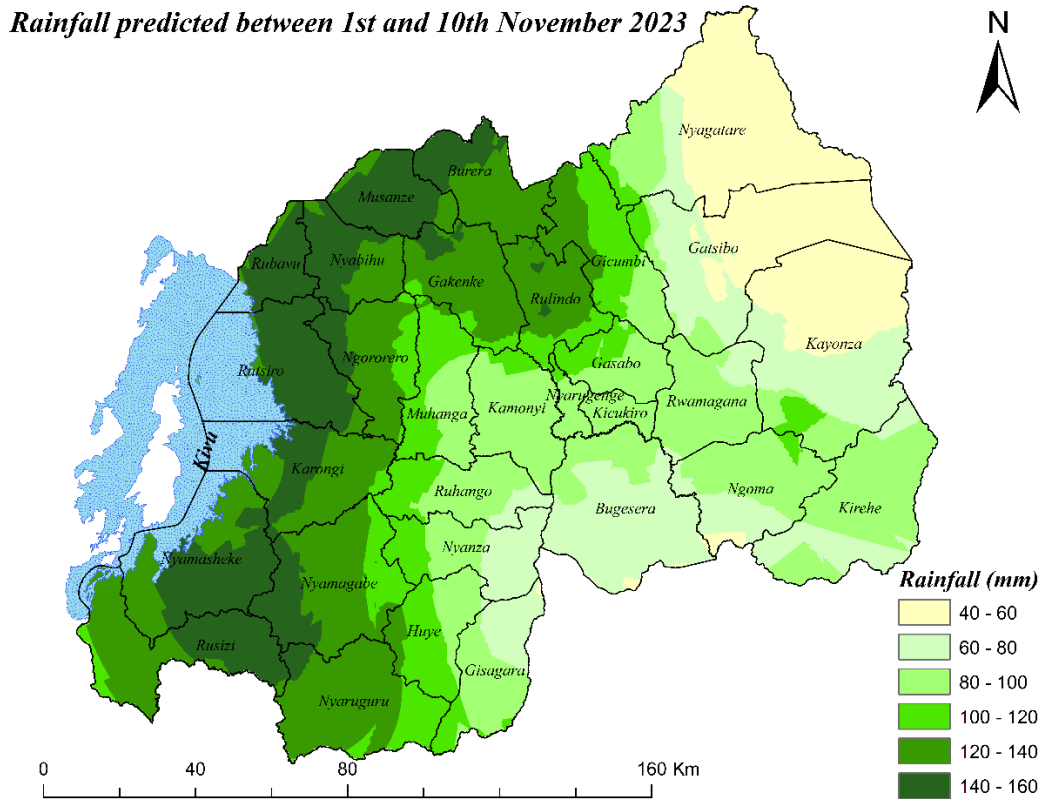 Rainfall predicted between 1st and 10th November 2023
N
Nyagatare
Burera
Musanze
Gatsibo
Rubavu
Nyabihu
Gicumbi
Gakenke
Rulindo
Kayonza
Ngororero
Gasabo
Rutsiro
Nyarugenge
Rwamagana
Muhanga
Kamonyi
Kicukiro
Kivu
Karongi
Ruhango
Ngoma
Bugesera
Kirehe
Nyanza
Nyamasheke
Nyamagabe
Huye
Rusizi
Gisagara
Nyaruguru
Rainfall (mm)
40 - 60
60 - 80
80 - 100
100 - 120
120 - 140
140 - 160
0 40 80 160 Km